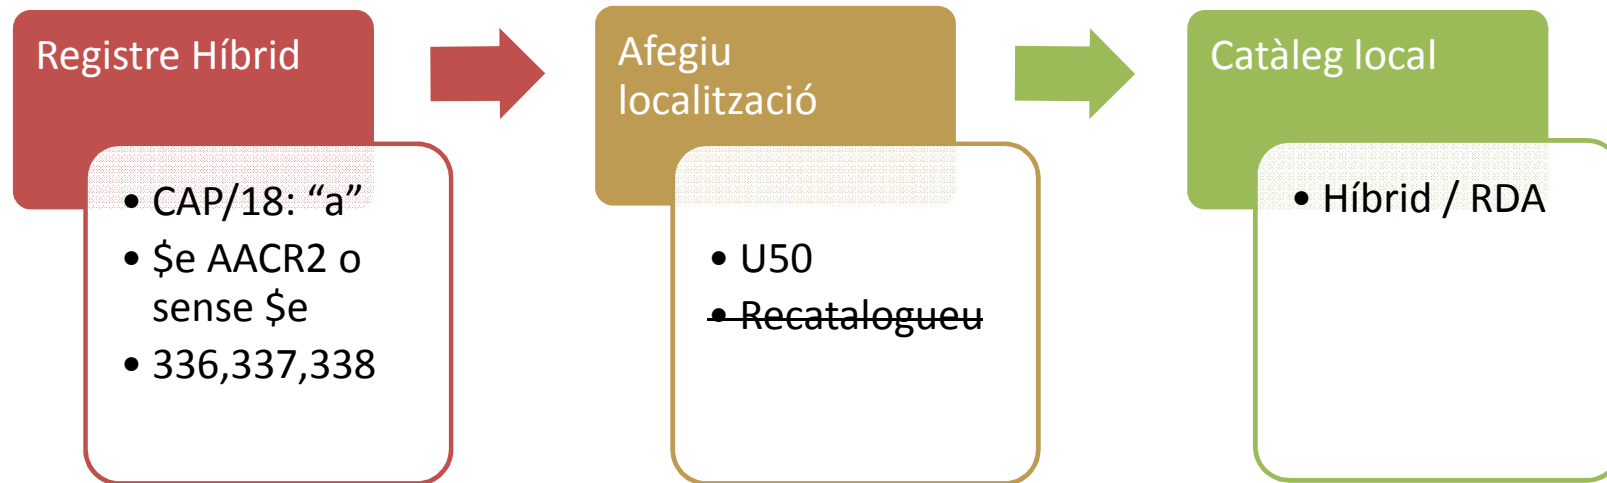 Registre Híbrid
• CAP/18: “a”
• $e AACR2 o
sense $e
• 336,337,338
Afegiu
localització
• U50
• Recatalogueu
Catàleg local
• Híbrid / RDA